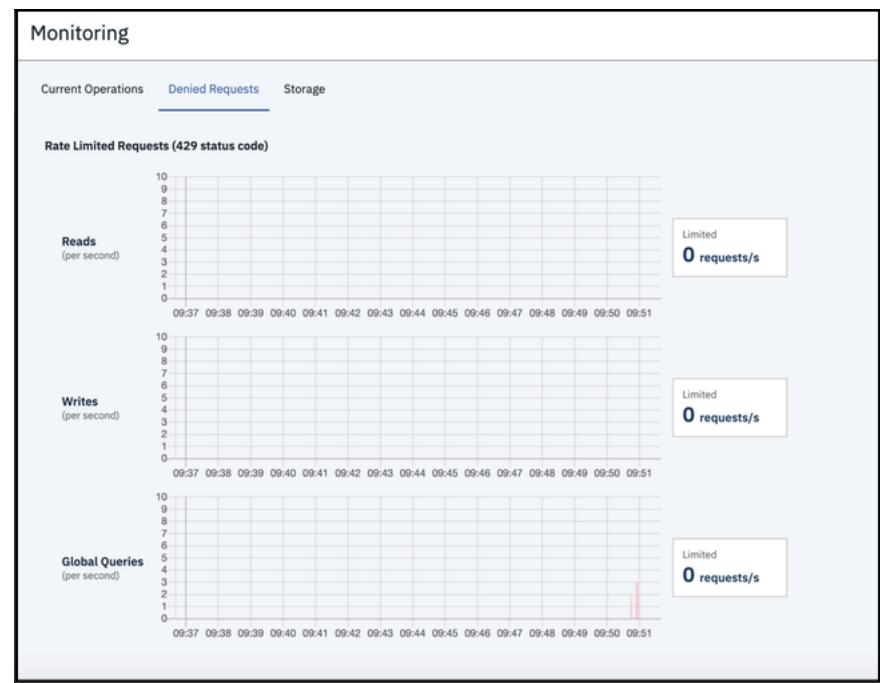 Monitoring
Current Operations Denied Requests Storage
Rate Limited Requests (429 status code)
10
9
8
7
6
5
4
3
2
1
0
Reads
(per second)
09:37 09:38 09:39 09:40 09:41 09:42 09:43 09:44 09:45 09:46 09:47 09:48 09:49 09:50 09:51
Limited
0 requests/s
10
9
8
7
6
5
4
3
2
1
0
Writes
(per second)
09:37 09:38 09:39 09:40 09:41 09:42 09:43 09:44 09:45 09:46 09:47 09:48 09:49 09:50 09:51
Limited
0 requests/s
10
9
8
7
6
5
4
3
2
1
0
Global Queries
(per second)
09:37 09:38 09:39 09:40 09:41 09:42 09:43 09:44 09:45 09:46 09:47 09:48 09:49 09:50 09:51
Limited
0 requests/s